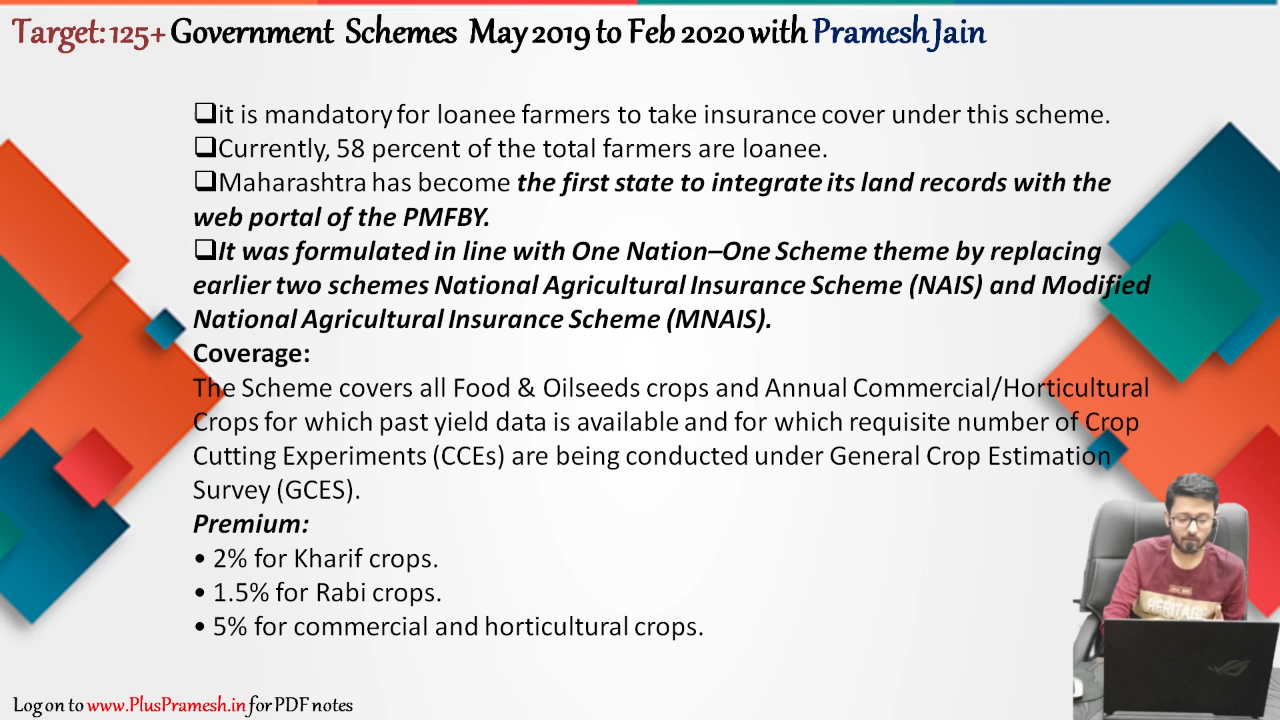 Target: 125+ Government Schemes May 2019 to Feb 2020 with Pramesh Jain
❑it is mandatory for loanee farmers to take insurance cover under this scheme.
❑Currently, 58 percent of the total farmers are loanee.
❑Maharashtra has become the first state to integrate its land records with the
web portal of the PMFBY.
❑It was formulated in line with One Nation–One Scheme theme by replacing
earlier two schemes National Agricultural Insurance Scheme (NAIS) and Modified
National Agricultural Insurance Scheme (MNAIS).
Coverage:
The Scheme covers all Food & Oilseeds crops and Annual Commercial/Horticultural
Crops for which past yield data is available and for which requisite number of Crop
Cutting Experiments (CCEs) are being conducted under General Crop Estimation
Survey (GCES).
Premium:
• 2% for Kharif crops.
• 1.5% for Rabi crops.
• 5% for commercial and horticultural crops.
HERITAGE
Log on to www.PlusPramesh.in for PDF notes